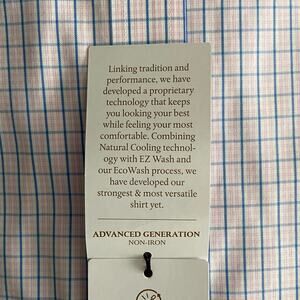 Linking tradition and
performance, we have
developed a proprietary
technology that keeps
you looking your best
while feeling your most
comfortable. Combining
Natural Cooling technol-
ogy with EZ Wash and
our EcoWash process, we
have developed our
strongest & most versatile
shirt yet.
ADVANCED GENERATION
NON-IRON